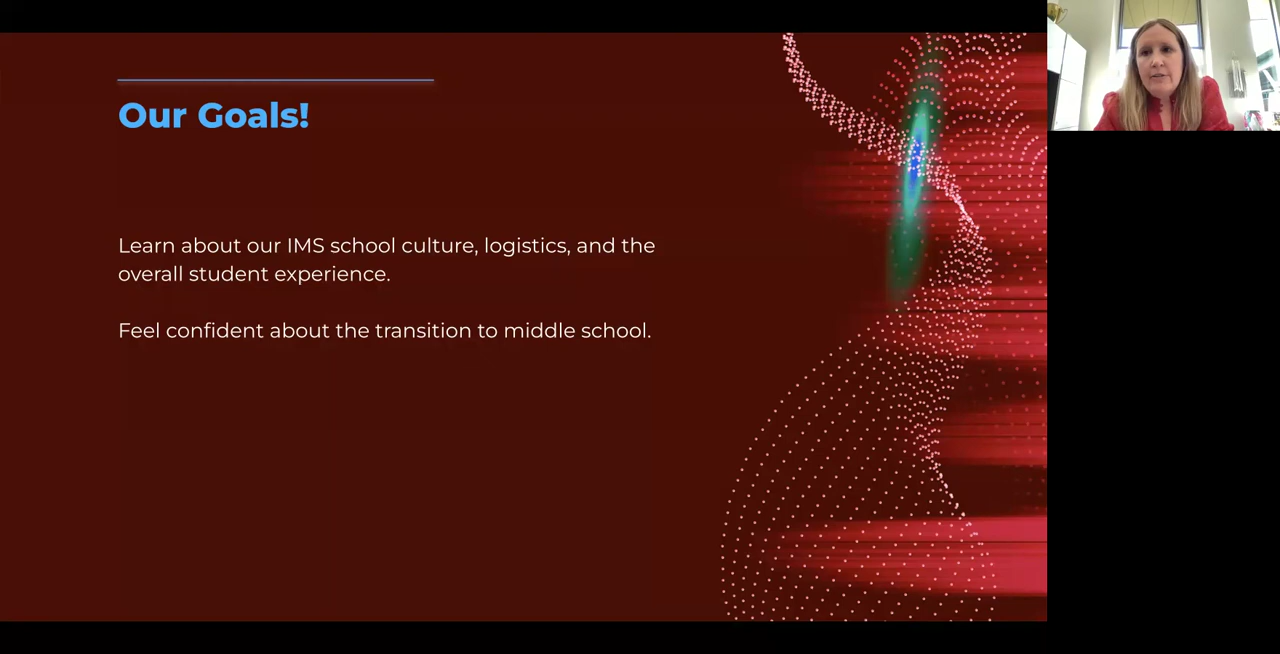 Our Goals!
Learn about our IMS school culture, logistics, and the
overall student experience.
Feel confident about the transition to middle school.